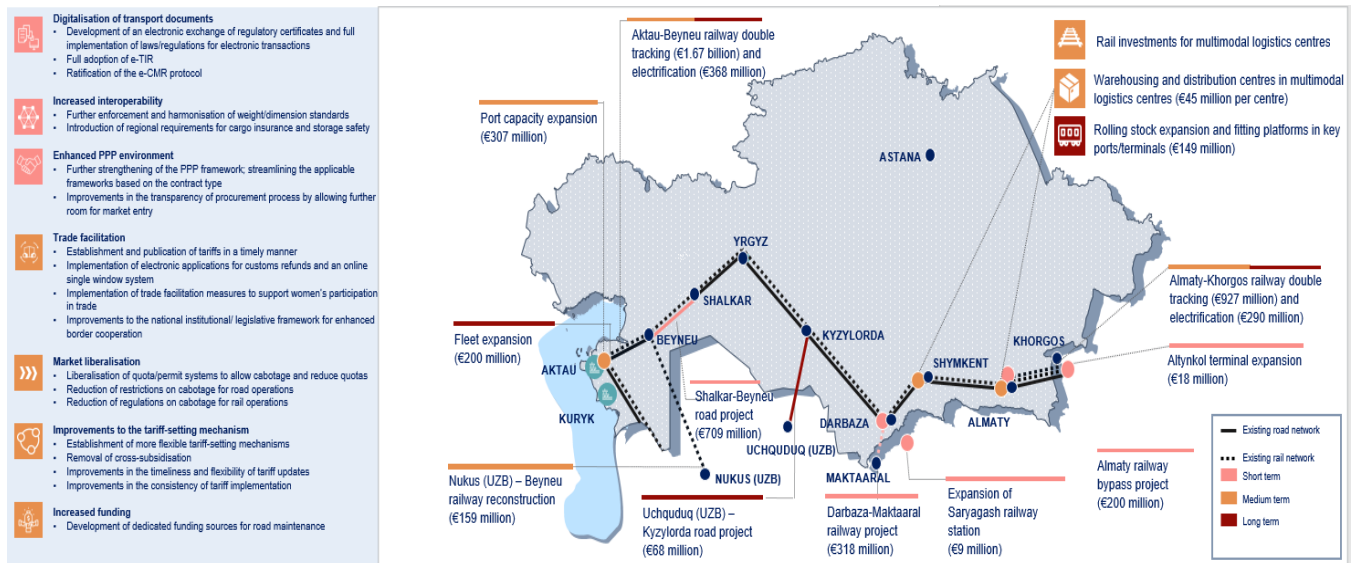 Digitalisation of transport documents
• Development of an electronic exchange of regulatory certificates and full
implementation of laws/regulations for electronic transactions
• Full adoption of e-TIR
• Ratification of the e-CMR protocol
Increased interoperability
• Further enforcement and harmonisation of weight/dimension standards
• Introduction of regional requirements for cargo insurance and storage safety
Enhanced PPP environment
• Further strengthening of the PPP framework; streamlining the applicable
frameworks based on the contract type
• Improvements in the transparency of procurement process by allowing further
room for market entry
Trade facilitation
• Establishment and publication of tariffs in a timely manner
• Implementation of electronic applications for customs refunds and an online
single window system
• Implementation of trade facilitation measures to support women's participation
in trade
• Improvements to the national institutional/ legislative framework for enhanced
border cooperation
Market liberalisation
• Liberalisation of quota/permit systems to allow cabotage and reduce quotas
• Reduction of restrictions on cabotage for road operations
• Reduction of regulations on cabotage for rail operations
Improvements to the tariff-setting mechanism
• Establishment of more flexible tariff-setting mechanisms
• Removal of cross-subsidisation
• Improvements in the timeliness and flexibility of tariff updates
• Improvements in the consistency of tariff implementation
Increased funding
• Development of dedicated funding sources for road maintenance
Aktau-Beyneu railway double
tracking (€1.67 billion) and
electrification (€368 million)
Port capacity expansion
(€307 million)
Rail investments for multimodal logistics centres
Warehousing and distribution centres in multimodal
logistics centres (€45 million per centre)
Rolling stock expansion and fitting platforms in key
ports/terminals (€149 million)
ASTANA
YRGYZ
SHALKAR
BEYNEU
KYZYLORDA
SHYMKENT
KHORGOS
AKTAU
KURYK
DARBAZA
ALMATY
UCHQUDUQ (UZB)
MAKTAARAL
NUKUS (UZB)
Fleet expansion
(€200 million)
Shalkar-Beyneu
road project
(€709 million)
Almaty-Khorgos railway double
tracking (€927 million) and
electrification (€290 million)
Altynkol terminal expansion
(€18 million)
Nukus (UZB) – Beyneu
railway reconstruction
(€159 million)
Uchquduq (UZB) –
Kyzylorda road project
(€68 million)
Darbaza-Maktaaral
railway project
(€318 million)
Expansion of
Saryagash railway
station
(€9 million)
Almaty railway
bypass project
(€200 million)
Existing road network
Existing rail network
Short term
Medium term
Long term